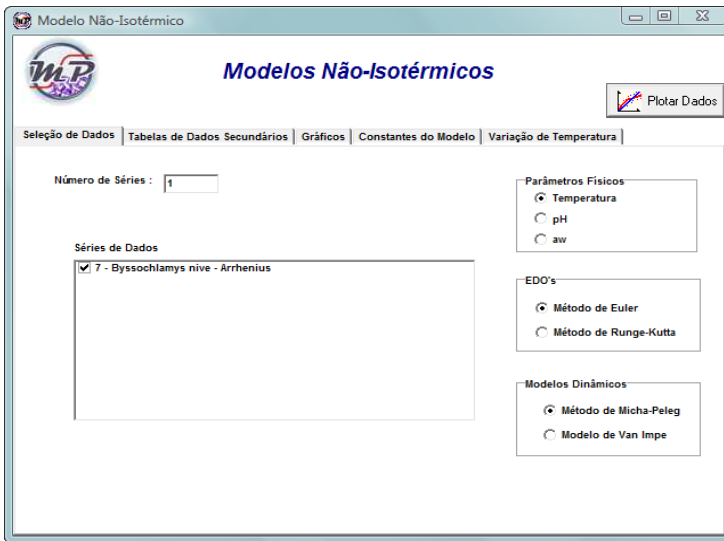 Modelo Não-Isotérmico
MP
Modelos Não-Isotérmicos
Plotar Dados
Seleção de Dados Tabelas de Dados Secundários Gráficos Constantes do Modelo Variação de Temperatura
Número de Séries : 1
Séries de Dados
7 - Byssochlamys nive - Arrhenius
Parâmetros Físicos
Temperatura
pH
aw
EDO's
Método de Euler
Método de Runge-Kutta
Modelos Dinâmicos
Método de Micha-Peleg
Modelo de Van Impe